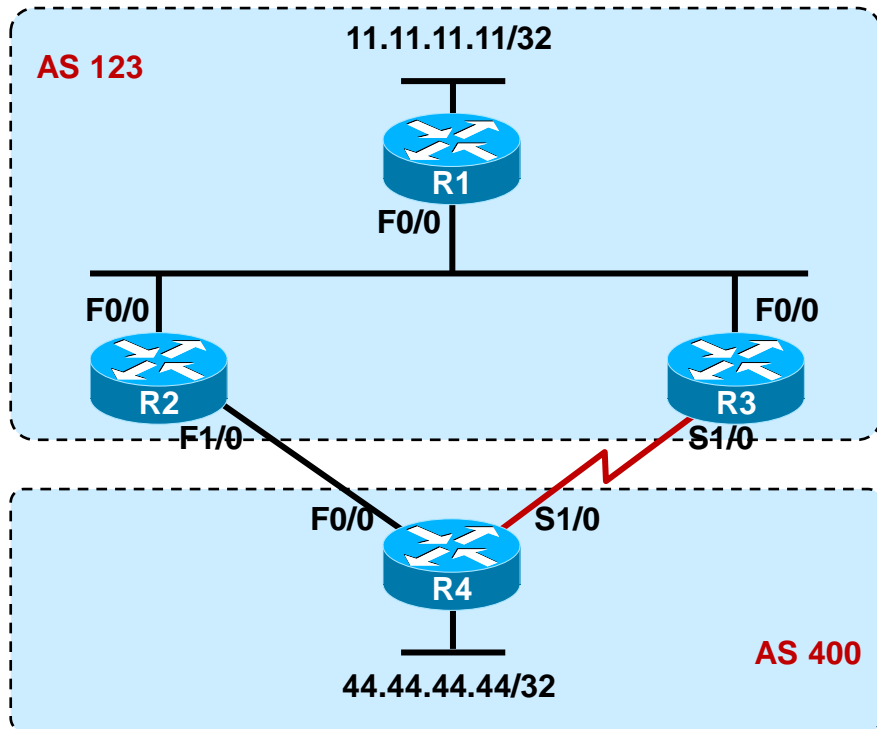 11.11.11.11/32
AS 123
R1
F0/0
F0/0
F0/0
R2
R3
F1/0
S1/0
F0/0
S1/0
R4
AS 400
44.44.44.44/32